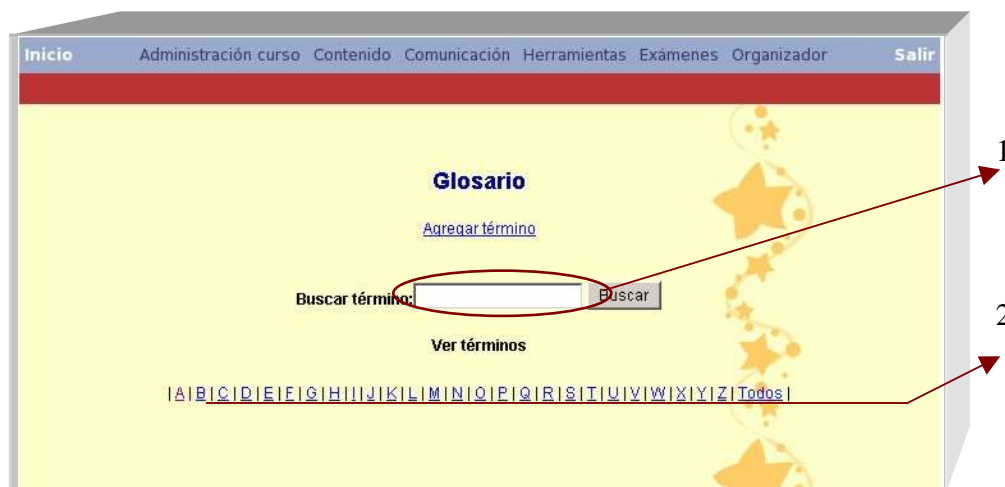 Inicio Administración curso Contenido Comunicación Herramientas Exámenes Organizador Salir
1
Glosario
Agregar término
Buscar término: Buscar
2
Ver términos
|A|B|C|D|E|F|G|H|I|J|K|L|M|N|O|P|Q|R|S|T|U|V|W|X|Y|Z|Todos|